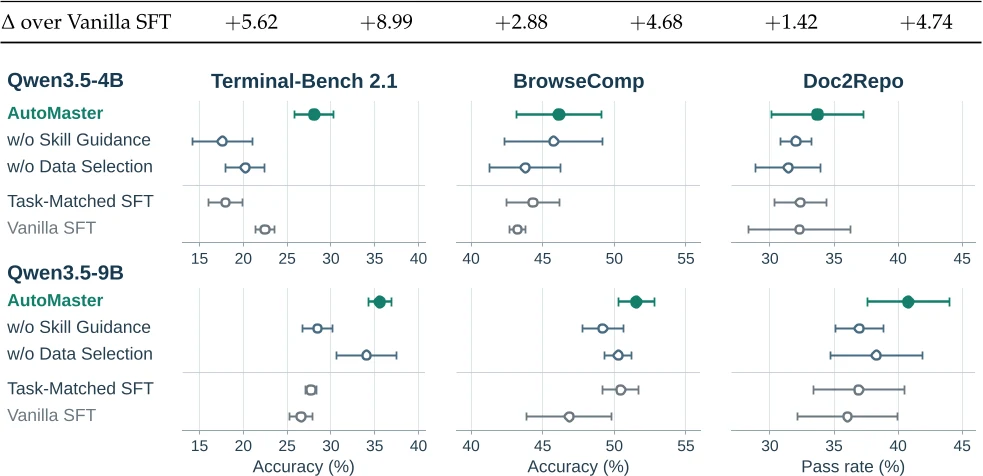 Δ over Vanilla SFT +5.62 +8.99 +2.88 +4.68 +1.42 +4.74
Qwen3.5-4B Terminal-Bench 2.1 BrowseComp Doc2Repo
AutoMaster
w/o Skill Guidance
w/o Data Selection
Task-Matched SFT
Vanilla SFT
15 20 25 30 35 40 40 45 50 55 30 35 40 45
Qwen3.5-9B
AutoMaster
w/o Skill Guidance
w/o Data Selection
Task-Matched SFT
Vanilla SFT
15 20 25 30 35 40 40 45 50 55 30 35 40 45
Accuracy (%) Accuracy (%) Pass rate (%)